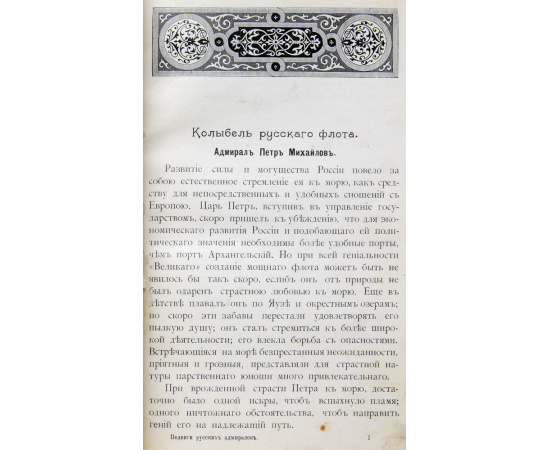 Колыбель русскаго флота.
Адмиралъ Петръ Михайловъ.
Развитіе силы и могущества Россіи повело за
собою естественное стремленіе ея къ морю, какъ сред-
ству для непосредственныхъ и удобныхъ сношеній съ
Европою. Царь Петръ, вступивъ въ управленіе госу-
дарствомъ, скоро пришелъ къ убѣжденію, что для эко-
номическаго развитія Россіи и подобающаго ей поли-
тическаго значенія необходимы болѣе удобные порты,
чѣмъ портъ Архангельскій. Но при всей геніальности
«Великаго» созданіе мощнаго флота можетъ быть не
явилось бы такъ скоро, еслибъ онъ отъ природы не
былъ одаренъ страстною любовью къ морю. Еще въ
дѣтствѣ плавалъ онъ по Яузѣ и окрестнымъ озерамъ;
но скоро эти забавы перестали удовлетворять его
пылкую душу; онъ сталъ стремиться къ болѣе широ-
кой дѣятельности; его влекла борьба съ опасностями.
Встрѣчающіяся на морѣ безпрестанныя неожиданности,
пріятныя и грозныя, представляли для страстной на-
туры царственнаго юноши много привлекательнаго.
При врожденной страсти Петра къ морю, доста-
точно было одной искры, чтобъ вспыхнуло пламя;
одного ничтожнаго обстоятельства, чтобъ направить
геній его на надлежащій путь.
Подвиги русскихъ адмираловъ. 1